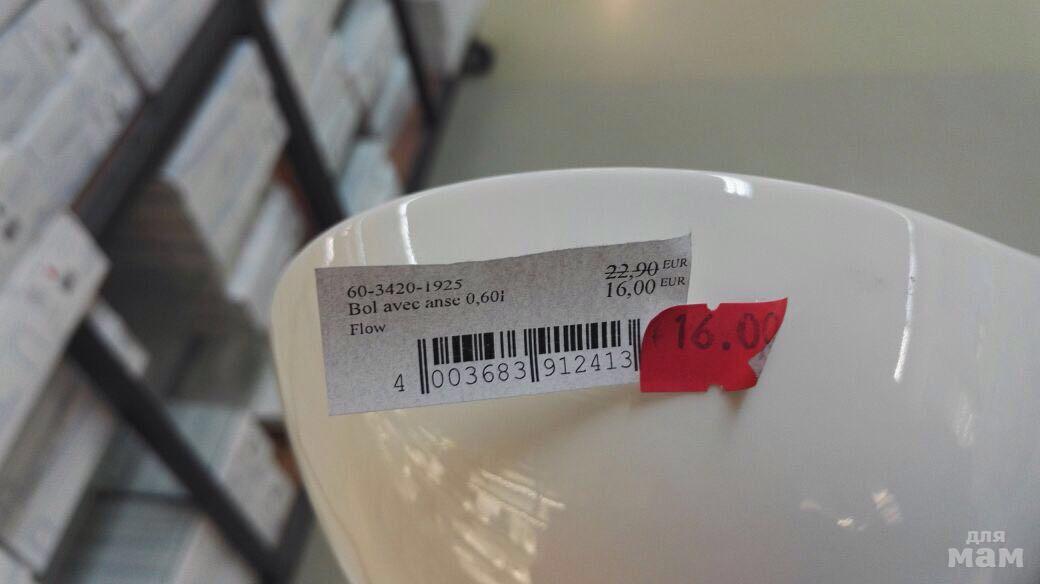 60-3420-1925
Bol avec anse 0,60l
Flow
22,90 EUR
16,00 EUR
4 003683 912413
16.00
для
мам